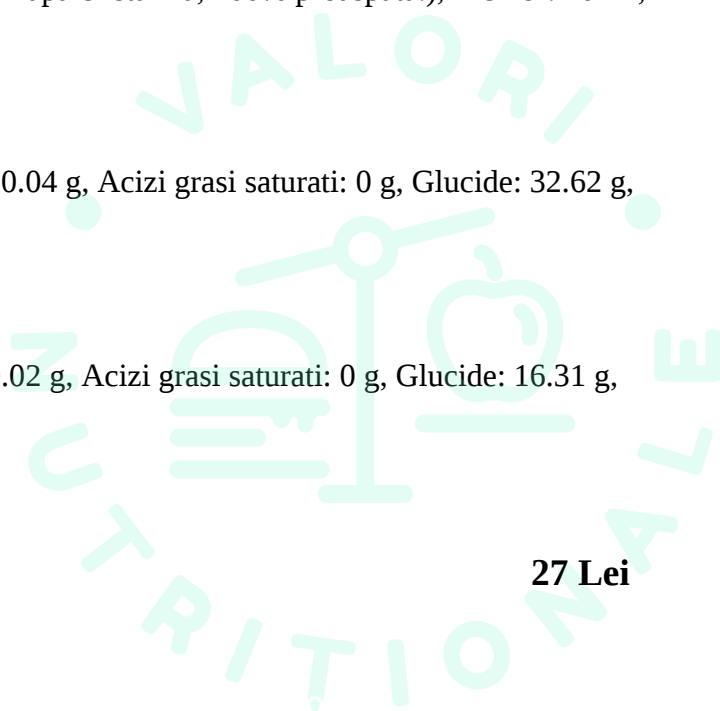 VALORI
0.04 g, Acizi grasi saturati: 0 g, Glucide: 32.62 g,
.02 g, Acizi grasi saturati: 0 g, Glucide: 16.31 g,
27 Lei
NUTRIȚIONALE